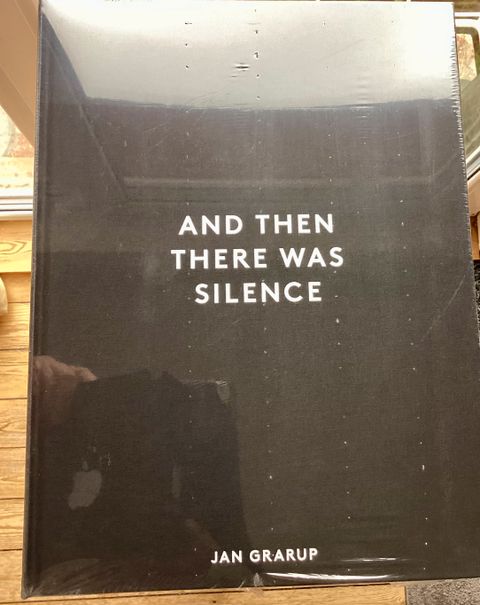 AND THEN
THERE WAS
SILENCE
JAN GRARUP